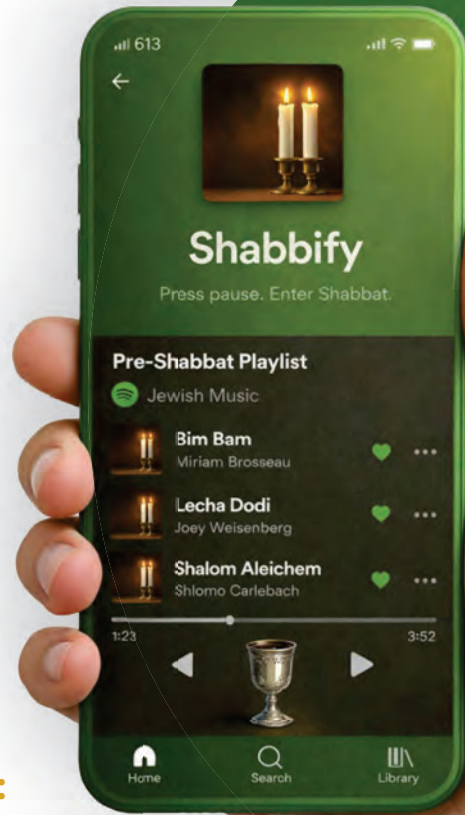 613
Shabbify
Press pause. Enter Shabbat.
Pre-Shabbat Playlist
Jewish Music
Bim Bam
Miriam Brosseau
Lecha Dodi
Joey Weisenberg
Shalom Aleichem
Shlomo Carlebach
1:23 3:52
Home Search Library
: